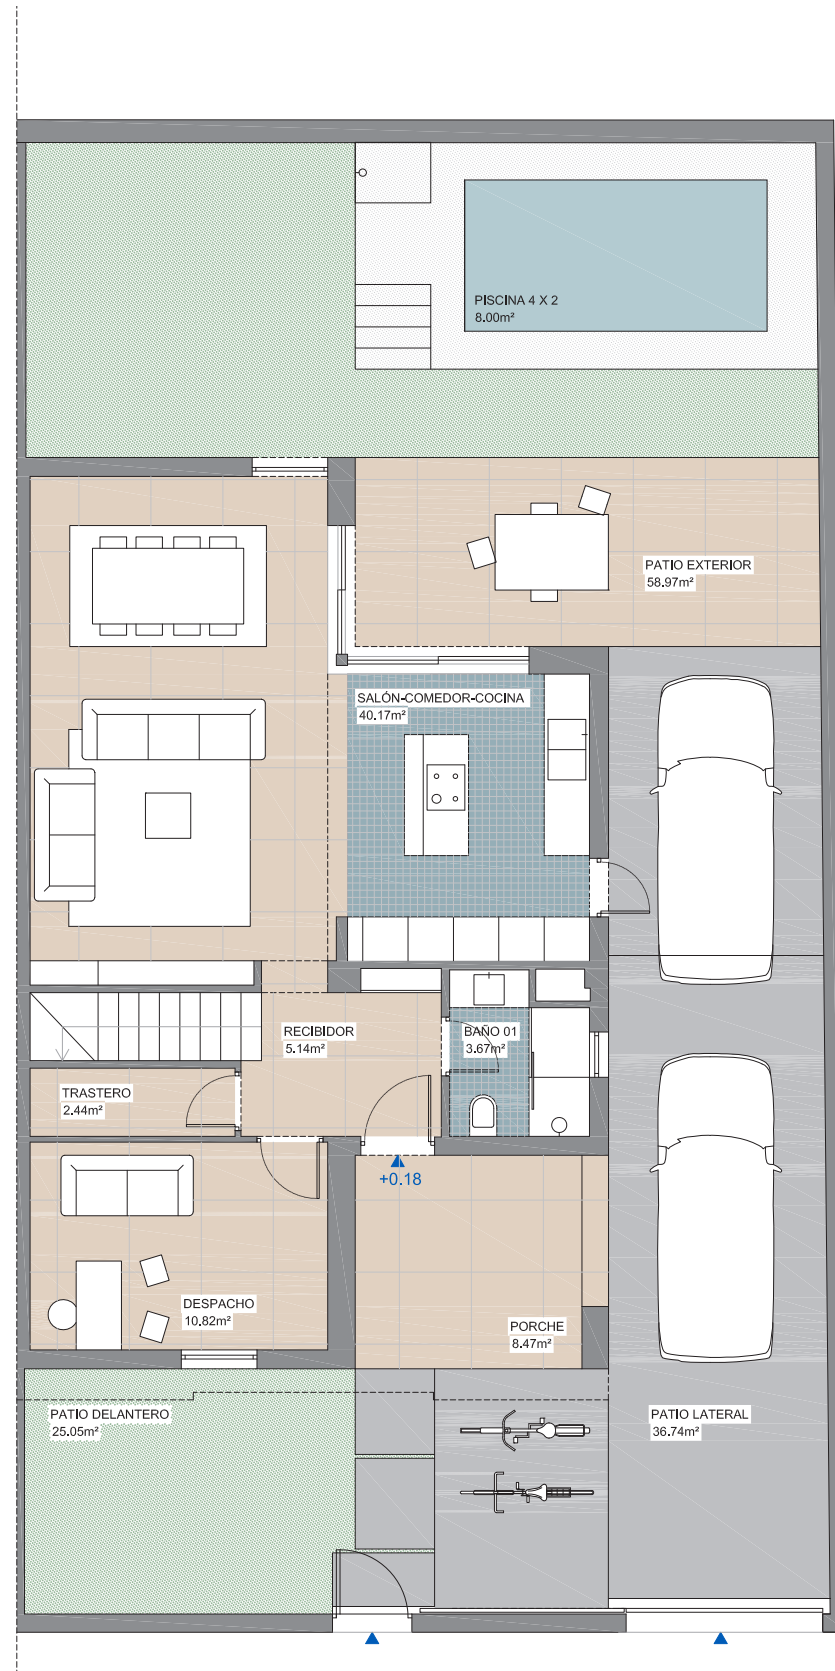 PISCINA 4 X 2
8.00m²
PATIO EXTERIOR
58.97m²
SALÓN-COMEDOR-COCINA
40.17m²
RECIBIDOR
5.14m²
BAÑO 01
3.67m²
TRASTERO
2.44m²
+0.18
DESPACHO
10.82m²
PORCHE
8.47m²
PATIO DELANTERO
25.05m²
PATIO LATERAL
36.74m²